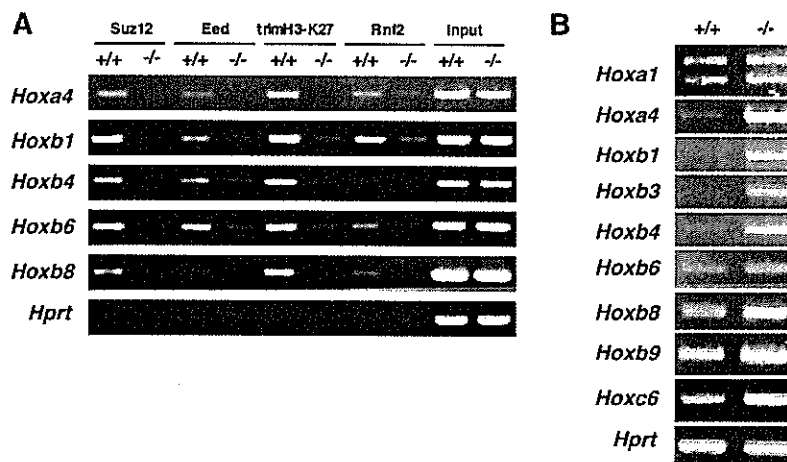 A
Suz12 Eed trimH3-K27 Rnf2 Input
+/+ -/- +/+ -/- +/+ -/- +/+ -/- +/+ -/-
Hoxa4
Hoxb1
Hoxb4
Hoxb6
Hoxb8
Hprt
B
+/+ -/-
Hoxa1
Hoxa4
Hoxb1
Hoxb3
Hoxb4
Hoxb6
Hoxb8
Hoxb9
Hoxc6
Hprt